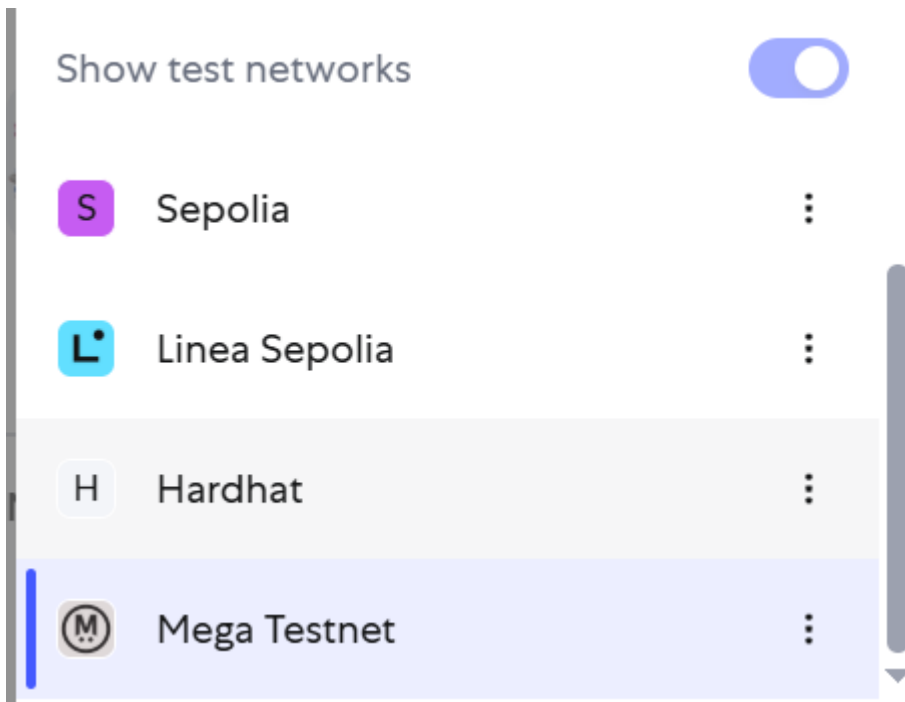 Show test networks
S Sepolia
L Linea Sepolia
H Hardhat
M Mega Testnet